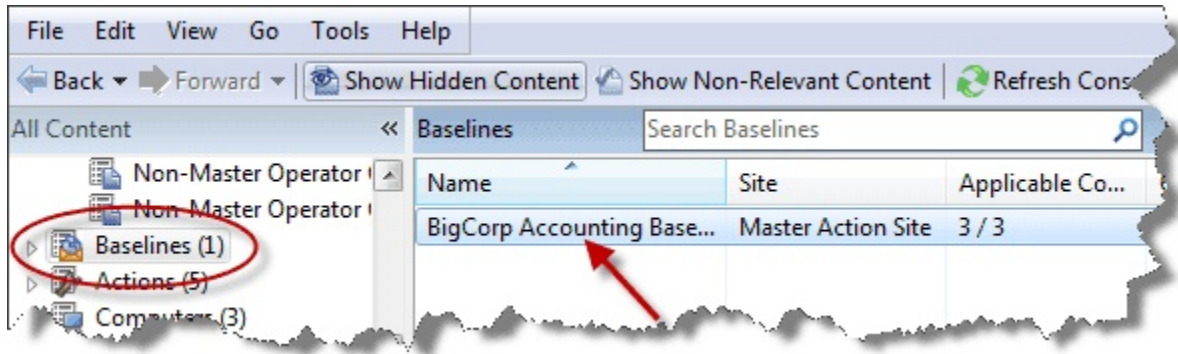 File Edit View Go Tools Help
Back Forward Show Hidden Content Show Non-Relevant Content Refresh Cons
All Content « Baselines Search Baselines
Non-Master Operator
Non-Master Operator
Name Site Applicable Co...
BigCorp Accounting Base... Master Action Site 3 / 3
Baselines (1)
Actions (5)
Computers (3)